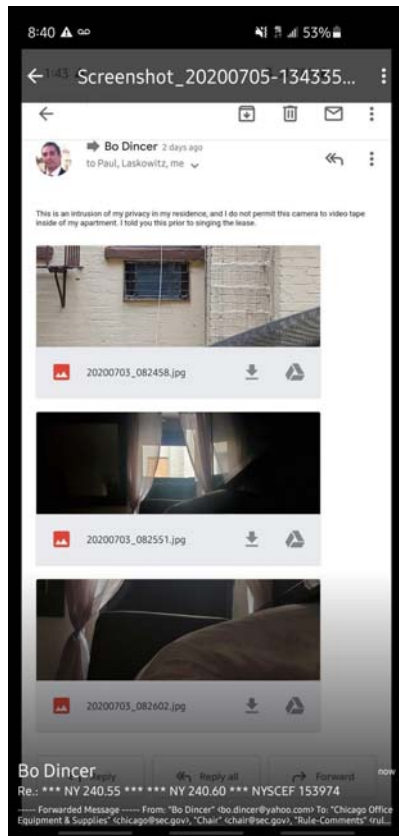 8:40 53%
1:43
Screenshot_20200705-134335...
Bo Dincer 2 days ago
to Paul, Laskowitz, me
This is an intrusion of my privacy in my residence, and I do not permit this camera to video tape
inside of my apartment. I told you this prior to singing the lease.
20200703_082458.jpg
20200703_082551.jpg
20200703_082602.jpg
Reply Reply all Forward
Bo Dincer now
Re.: *** NY 240.55 *** *** NY 240.60 *** NYSCEF 153974
----- Forwarded Message ----- From: "Bo Dincer" <bo.dincer@yahoo.com> To: "Chicago Office
Equipment & Supplies" <chicago@sec.gov>, "Chair" <chair@sec.gov>, "Rule-Comments" <rul...